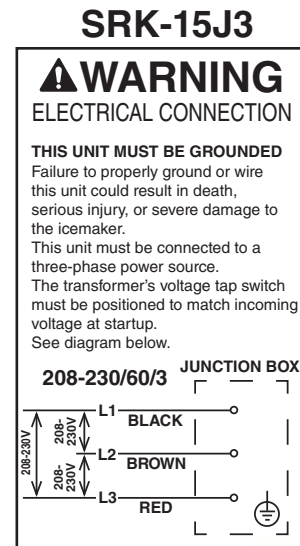 SRK-15J3
WARNING
ELECTRICAL CONNECTION
THIS UNIT MUST BE GROUNDED
Failure to properly ground or wire
this unit could result in death,
serious injury, or severe damage to
the icemaker.
This unit must be connected to a
three-phase power source.
The transformer's voltage tap switch
must be positioned to match incoming
voltage at startup.
See diagram below.
208-230/60/3
JUNCTION BOX
L1
BLACK
208-230V
208-
230V
L2
BROWN
208-
230V
L3
RED